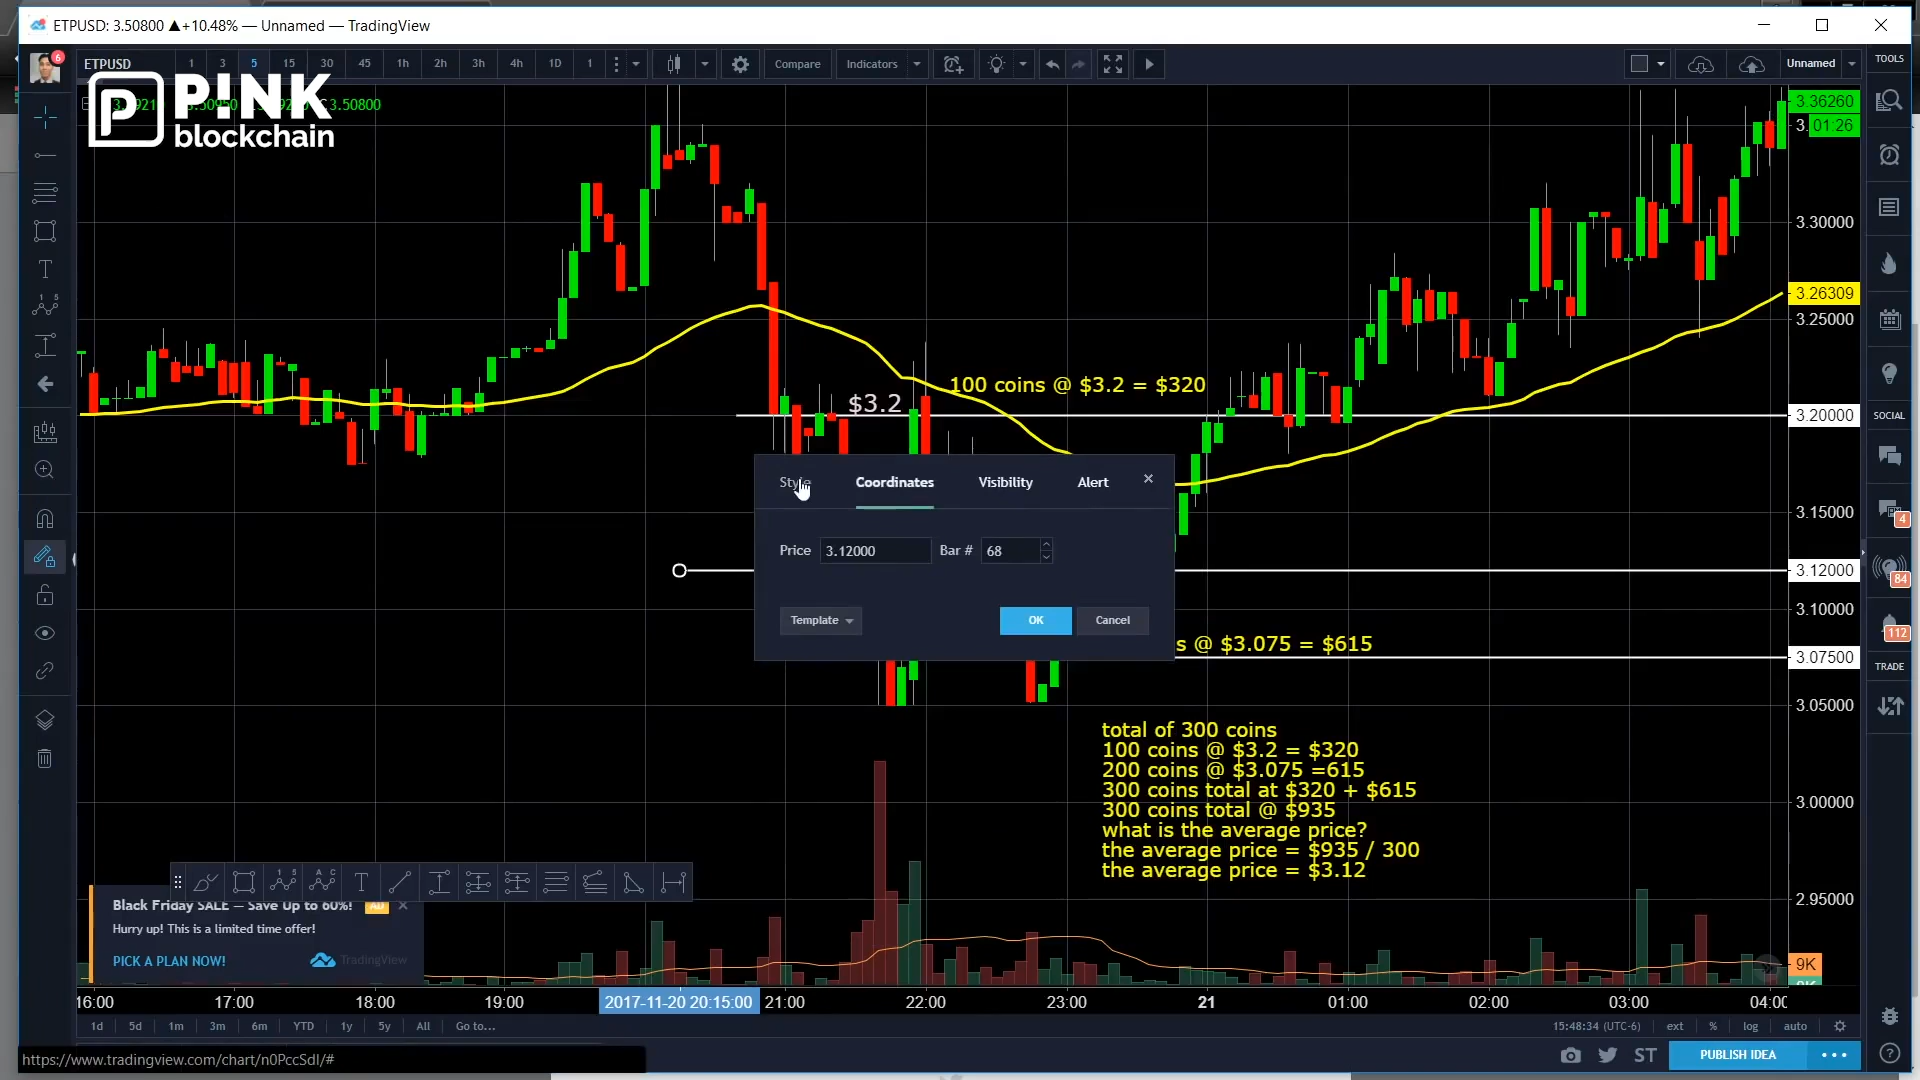 ETPUSD: 3.50800 ▲+10.48% — Unnamed — TradingView
6
ETPUSD
1 3 5 15 30 45 1h 2h 3h 4h 1D 1
Compare
Indicators
Unnamed
TOOLS
3.50800
P!NK
blockchain
3.36260
01:26
3.30000
3.26309
3.25000
3.20000
3.15000
3.12000
3.10000
3.07500
3.05000
3.00000
2.95000
9K
SOCIAL
4
84
112
TRADE
100 coins @ $3.2 = $320
$3.2
Style Coordinates Visibility Alert
Price 3.12000 Bar # 68
Template OK Cancel
s @ $3.075 = $615
total of 300 coins
100 coins @ $3.2 = $320
200 coins @ $3.075 =615
300 coins total at $320 + $615
300 coins total @ $935
what is the average price?
the average price = $935 / 300
the average price = $3.12
Black Friday SALE — Save Up to 60%! AD
Hurry up! This is a limited time offer!
PICK A PLAN NOW! TradingView
16:00 17:00 18:00 19:00 2017-11-20 20:15:00 21:00 22:00 23:00 21 01:00 02:00 03:00 04:00
1d 5d 1m 3m 6m YTD 1y 5y All Go to...
15:48:34 (UTC-6) ext % log auto
https://www.tradingview.com/chart/n0PccSdI/#
ST
PUBLISH IDEA